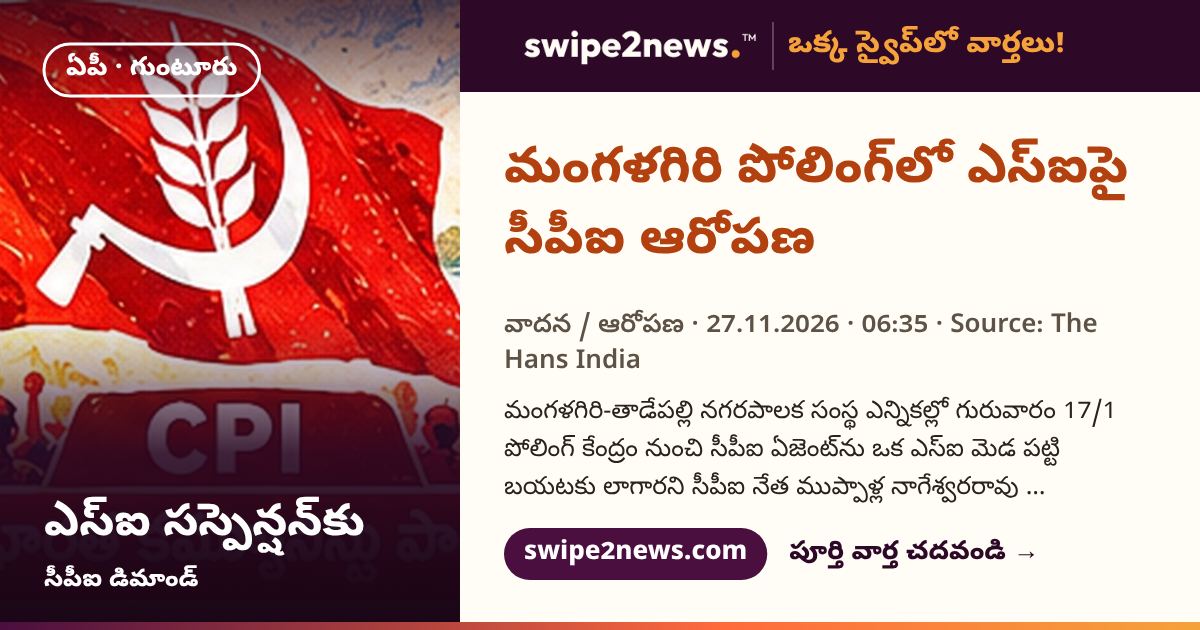 ఏపీ · గుంటూరు
CPI
ఎస్ఐ సస్పెన్షన్‌కు
సీపీఐ డిమాండ్
swipe2news.™ | ఒక్క స్వైప్‌లో వార్తలు!
మంగళగిరి పోలింగ్‌లో ఎస్ఐపై
సీపీఐ ఆరోపణ
వాదన / ఆరోపణ · 27.11.2026 · 06:35 · Source: The
Hans India
మంగళగిరి-తాడేపల్లి నగరపాలక సంస్థ ఎన్నికల్లో గురువారం 17/1
పోలింగ్ కేంద్రం నుంచి సీపీఐ ఏజెంట్‌ను ఒక ఎస్ఐ మెడ పట్టి
బయటకు లాగారని సీపీఐ నేత ముప్పాళ్ల నాగేశ్వరరావు ...
swipe2news.com పూర్తి వార్త చదవండి →